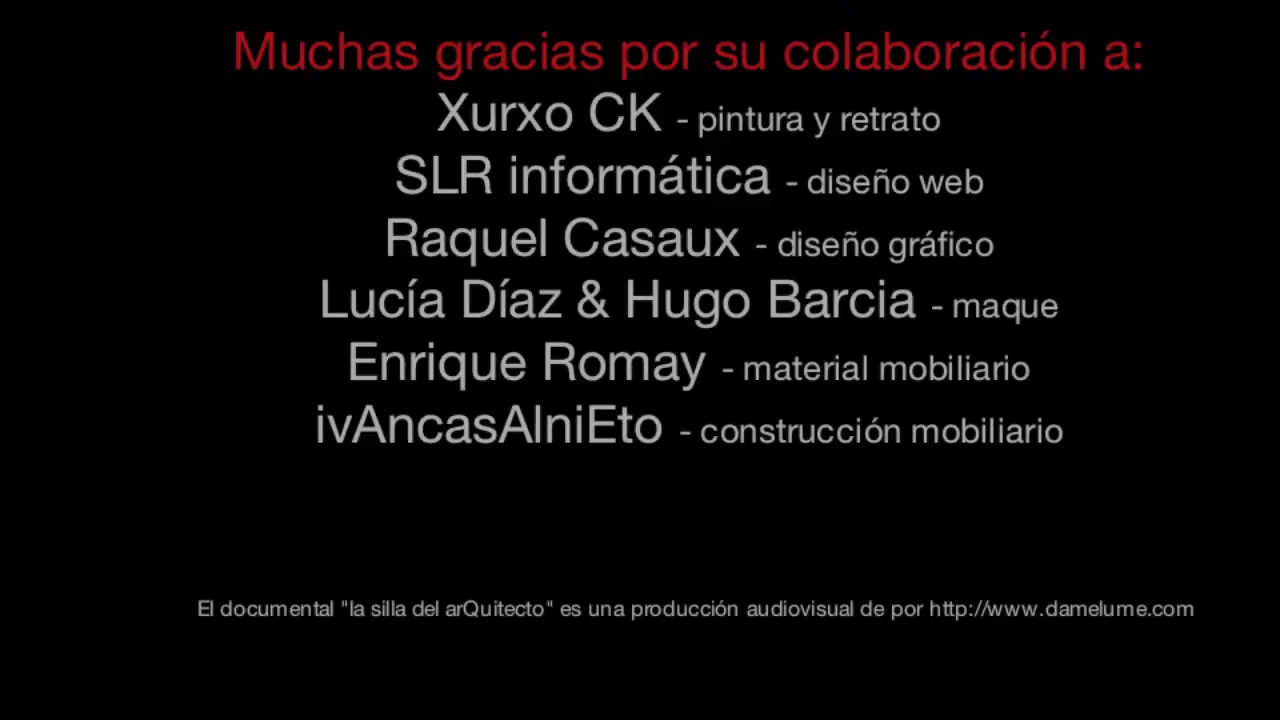 Muchas gracias por su colaboración a:
Xurxo CK - pintura y retrato
SLR informática - diseño web
Raquel Casaux - diseño gráfico
Lucía Díaz & Hugo Barcia - maque
Enrique Romay - material mobiliario
ivAncasAlniEto - construcción mobiliario
El documental "la silla del arQuitecto" es una producción audiovisual de por http://www.damelume.com